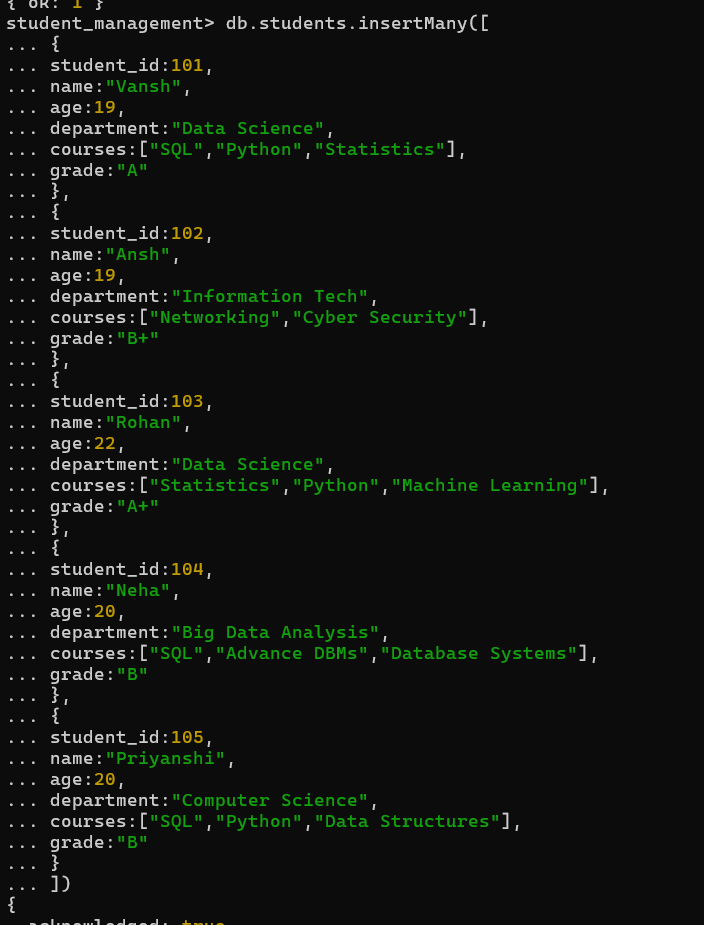 { ok: 1 }
student_management> db.students.insertMany([
... {
... student_id:101,
... name:"Vansh",
... age:19,
... department:"Data Science",
... courses:["SQL","Python","Statistics"],
... grade:"A"
... },
... {
... student_id:102,
... name:"Ansh",
... age:19,
... department:"Information Tech",
... courses:["Networking","Cyber Security"],
... grade:"B+"
... },
... {
... student_id:103,
... name:"Rohan",
... age:22,
... department:"Data Science",
... courses:["Statistics","Python","Machine Learning"],
... grade:"A+"
... },
... {
... student_id:104,
... name:"Neha",
... age:20,
... department:"Big Data Analysis",
... courses:["SQL","Advance DBMs","Database Systems"],
... grade:"B"
... },
... {
... student_id:105,
... name:"Priyanshi",
... age:20,
... department:"Computer Science",
... courses:["SQL","Python","Data Structures"],
... grade:"B"
... }
... ])
{
acknowledged: true